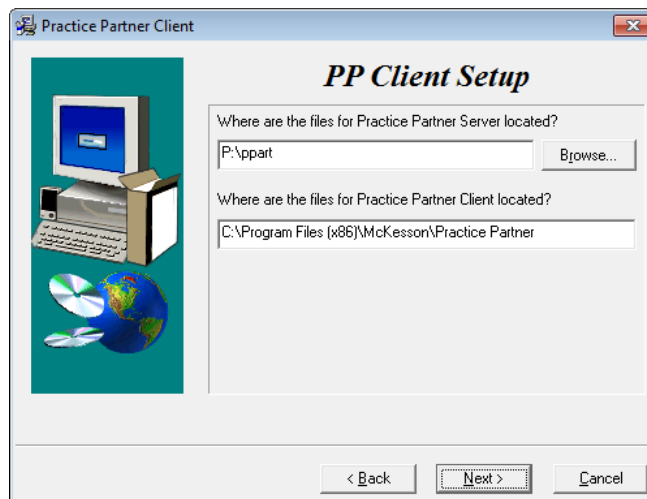 Practice Partner Client
PP Client Setup
Where are the files for Practice Partner Server located?
P:\ppart
Browse...
Where are the files for Practice Partner Client located?
C:\Program Files (x86)\McKesson\Practice Partner
< Back
Next >
Cancel